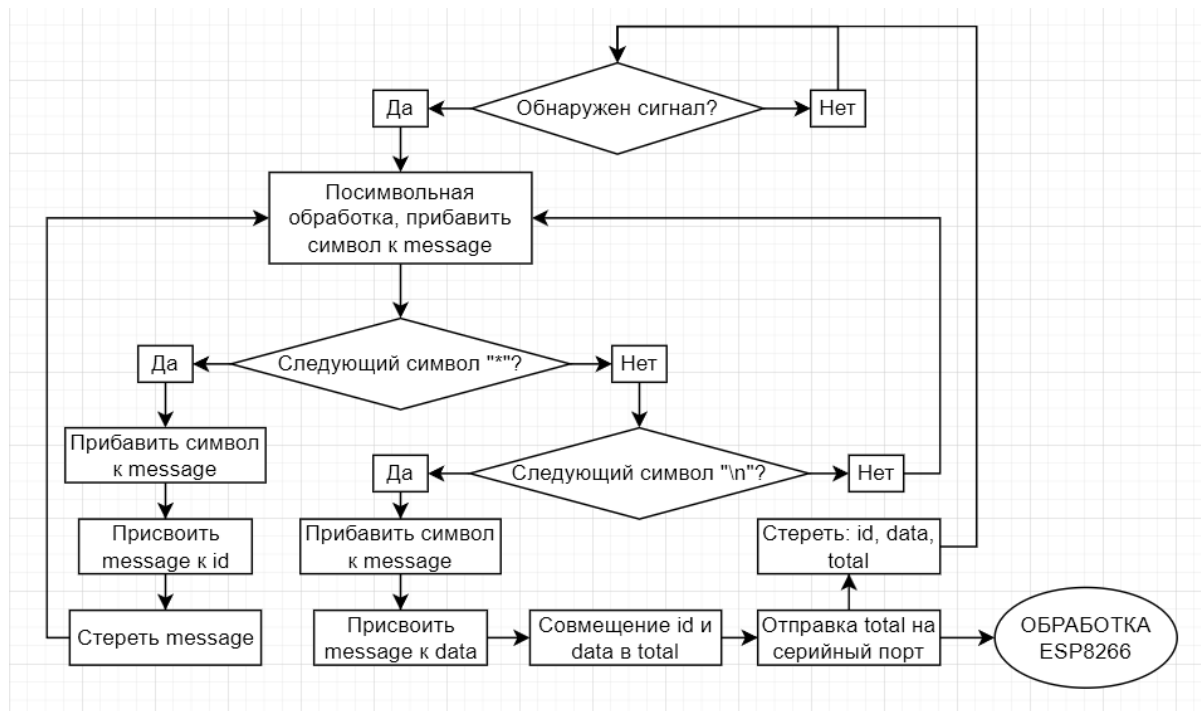 Обнаружен сигнал?
Да
Нет
Посимвольная
обработка, прибавить
символ к message
Следующий символ "*"?
Да
Нет
Прибавить символ
к message
Следующий символ "\n"?
Да
Нет
Присвоить
message к id
Прибавить символ
к message
Стереть: id, data,
total
Стереть message
Присвоить
message к data
Совмещение id и
data в total
Отправка total на
серийный порт
ОБРАБОТКА
ESP8266